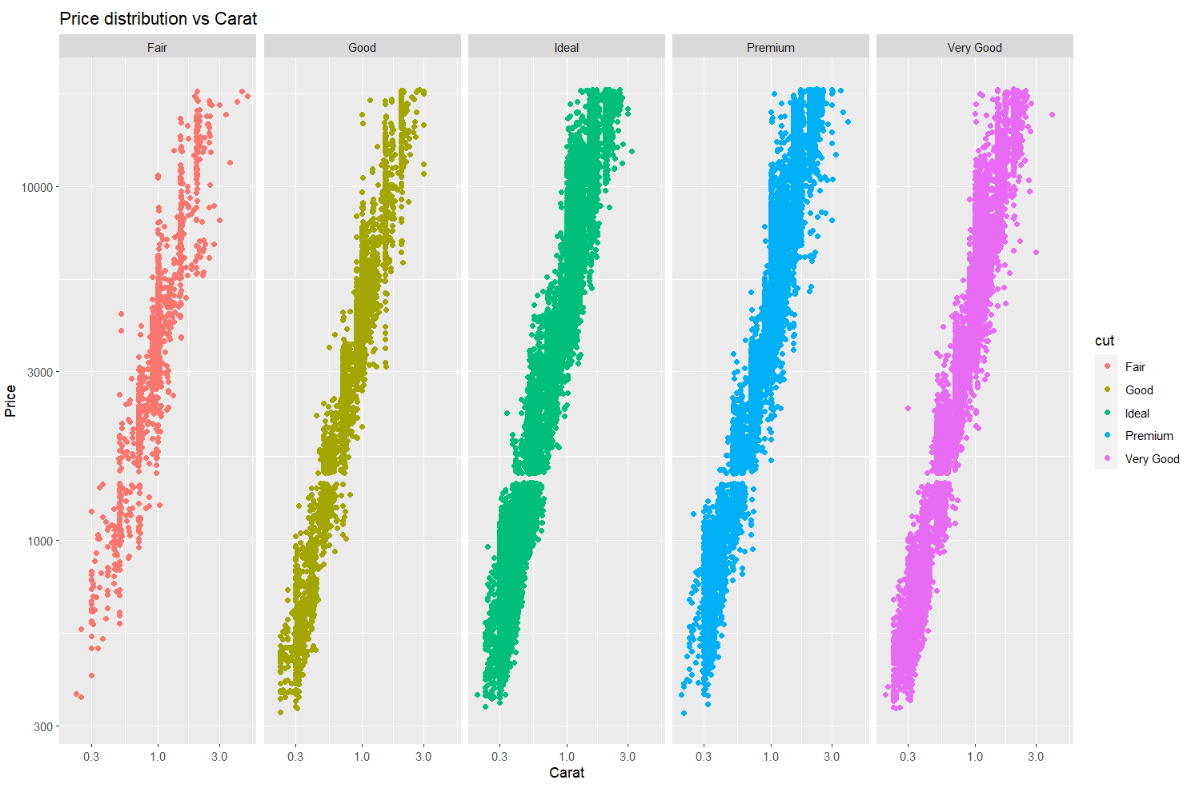 Price distribution vs Carat
Fair Good Ideal Premium Very Good
10000
3000
1000
300
Price
0.3 1.0 3.0 0.3 1.0 3.0 0.3 1.0 3.0 0.3 1.0 3.0 0.3 1.0 3.0
Carat
cut
Fair
Good
Ideal
Premium
Very Good